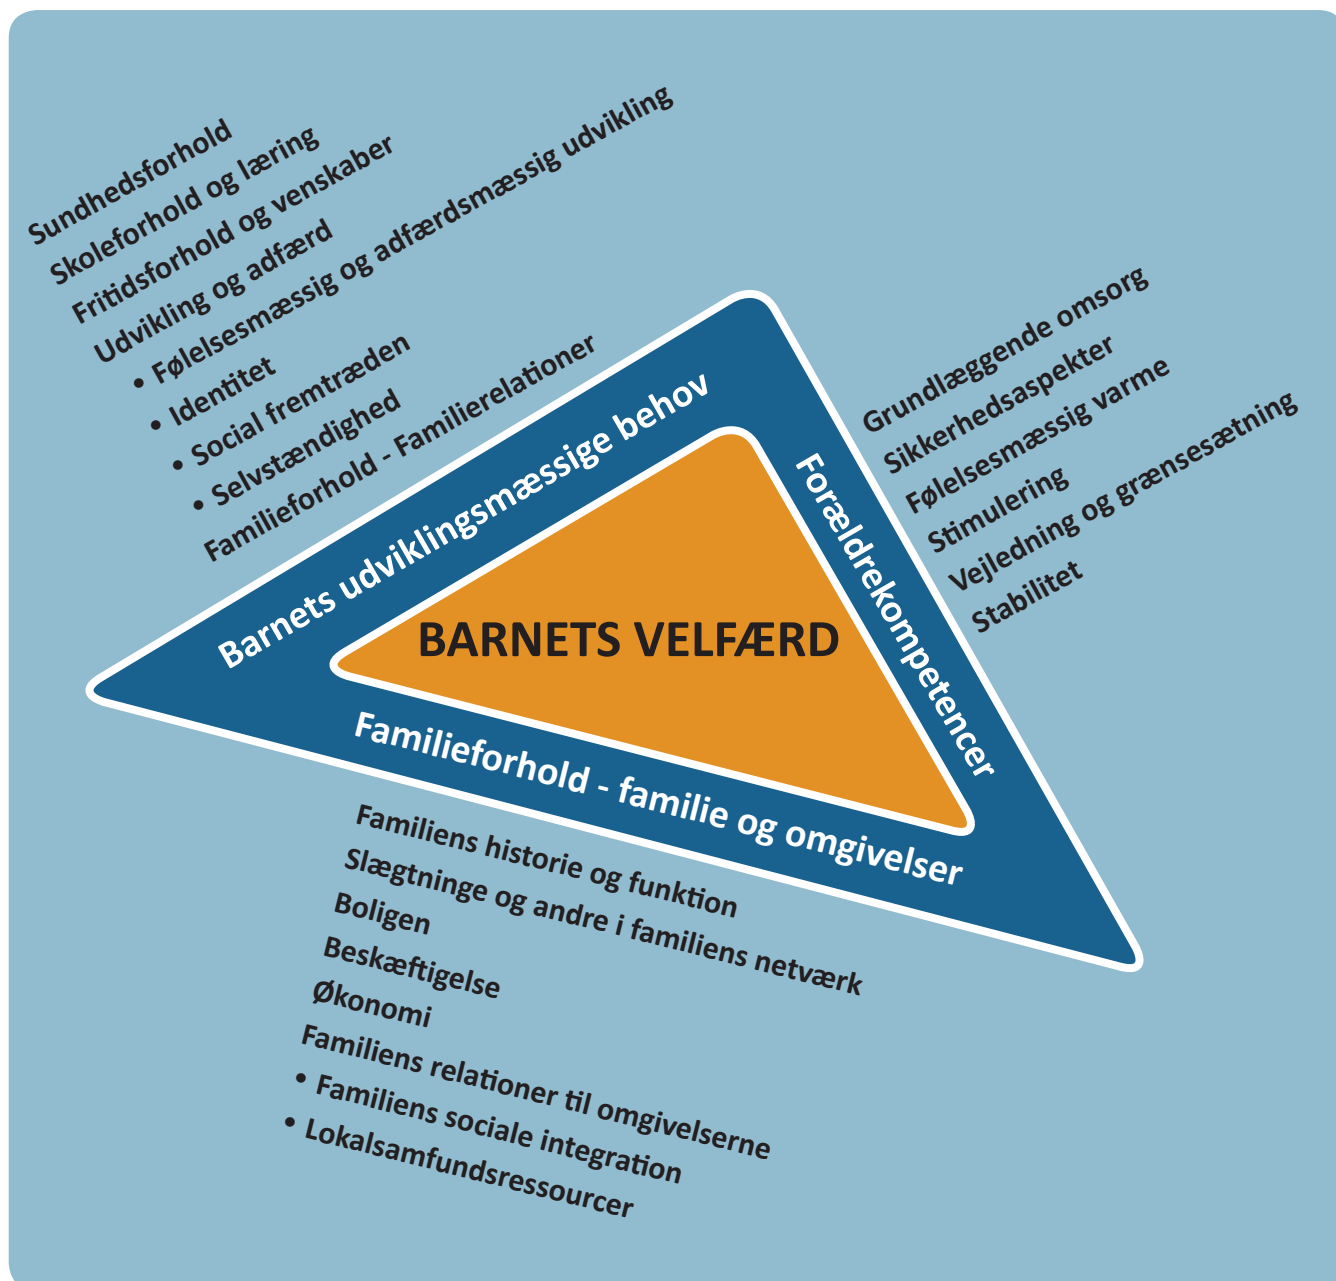 Sundhedsforhold
Skoleforhold og læring
Fritidsforhold og venskaber
Udvikling og adfærd
• Følelsesmæssig og adfærdsmæssig udvikling
• Identitet
• Social fremtræden
• Selvstændighed
Familieforhold - Familierelationer
Barnets udviklingsmæssige behov
Grundlæggende omsorg
Sikkerhedsaspekter
Følelsesmæssig varme
Stimulering
Vejledning og grænsesætning
Stabilitet
Forældrekompetencer
BARNETS VELFÆRD
Familieforhold - familie og omgivelser
Familiens historie og funktion
Slægtninge og andre i familiens netværk
Boligen
Beskæftigelse
Økonomi
Familiens relationer til omgivelserne
• Familiens sociale integration
• Lokalsamfundsressourcer